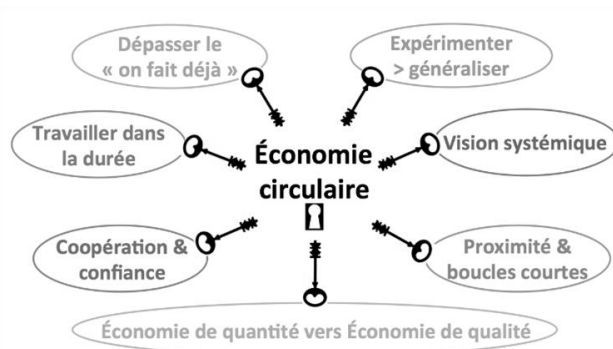 Dépasser le
« on fait déjà »
Expérimenter
> généraliser
Travailler dans
la durée
Économie
circulaire
Vision systémique
Coopération &
confiance
Proximité &
boucles courtes
Économie de quantité vers Économie de qualité